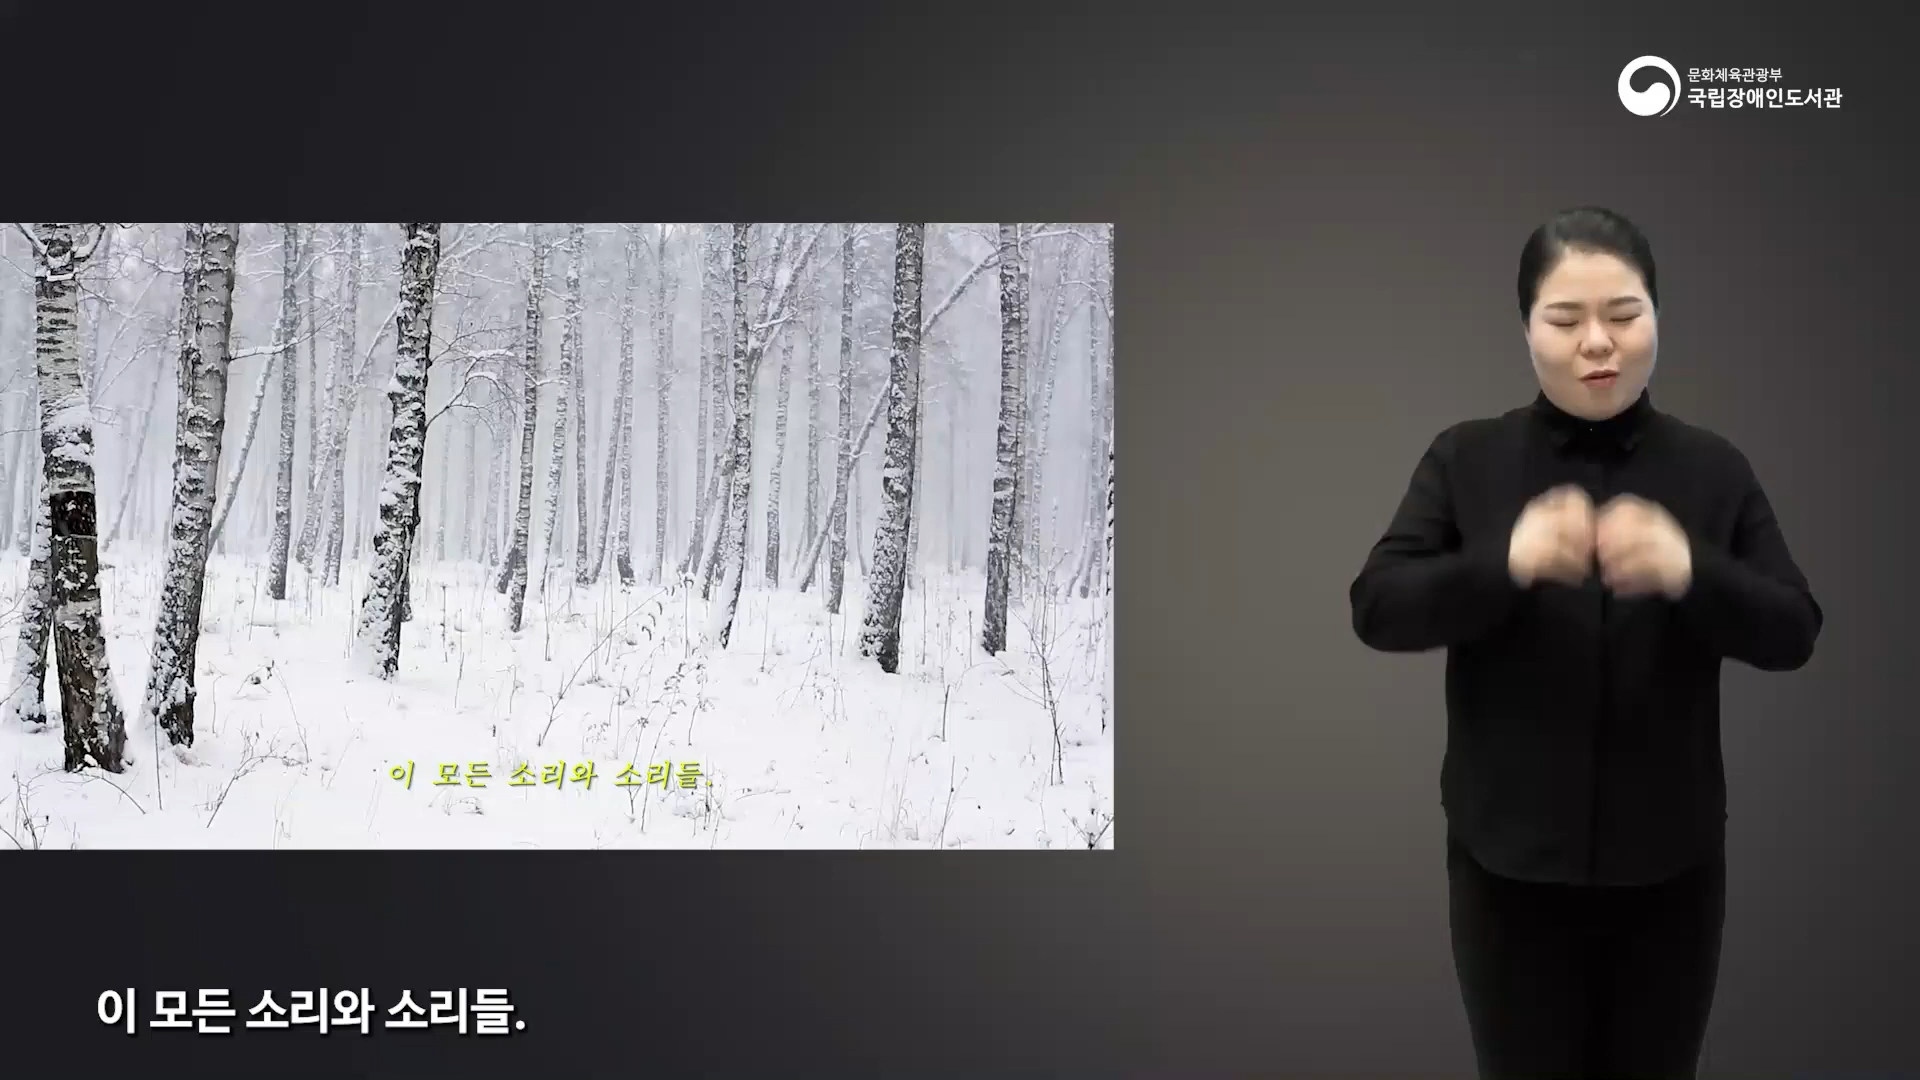 문화체육관광부
국립장애인도서관
이 모든 소리와 소리들.
이 모든 소리와 소리들.